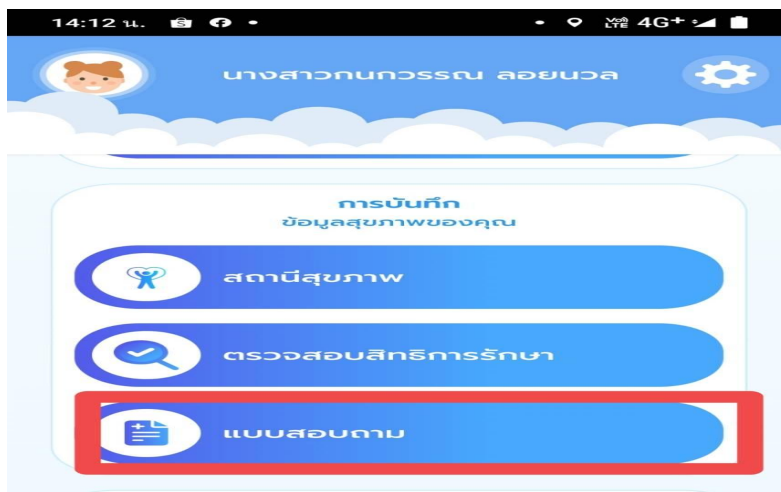 14:12 น.
VoD LTE 4G+
นางสาวกนกวรรณ ลอยนวล
การบันทึก
ข้อมูลสุขภาพของคุณ
สถานีสุขภาพ
ตรวจสอบสิทธิการรักษา
แบบสอบถาม